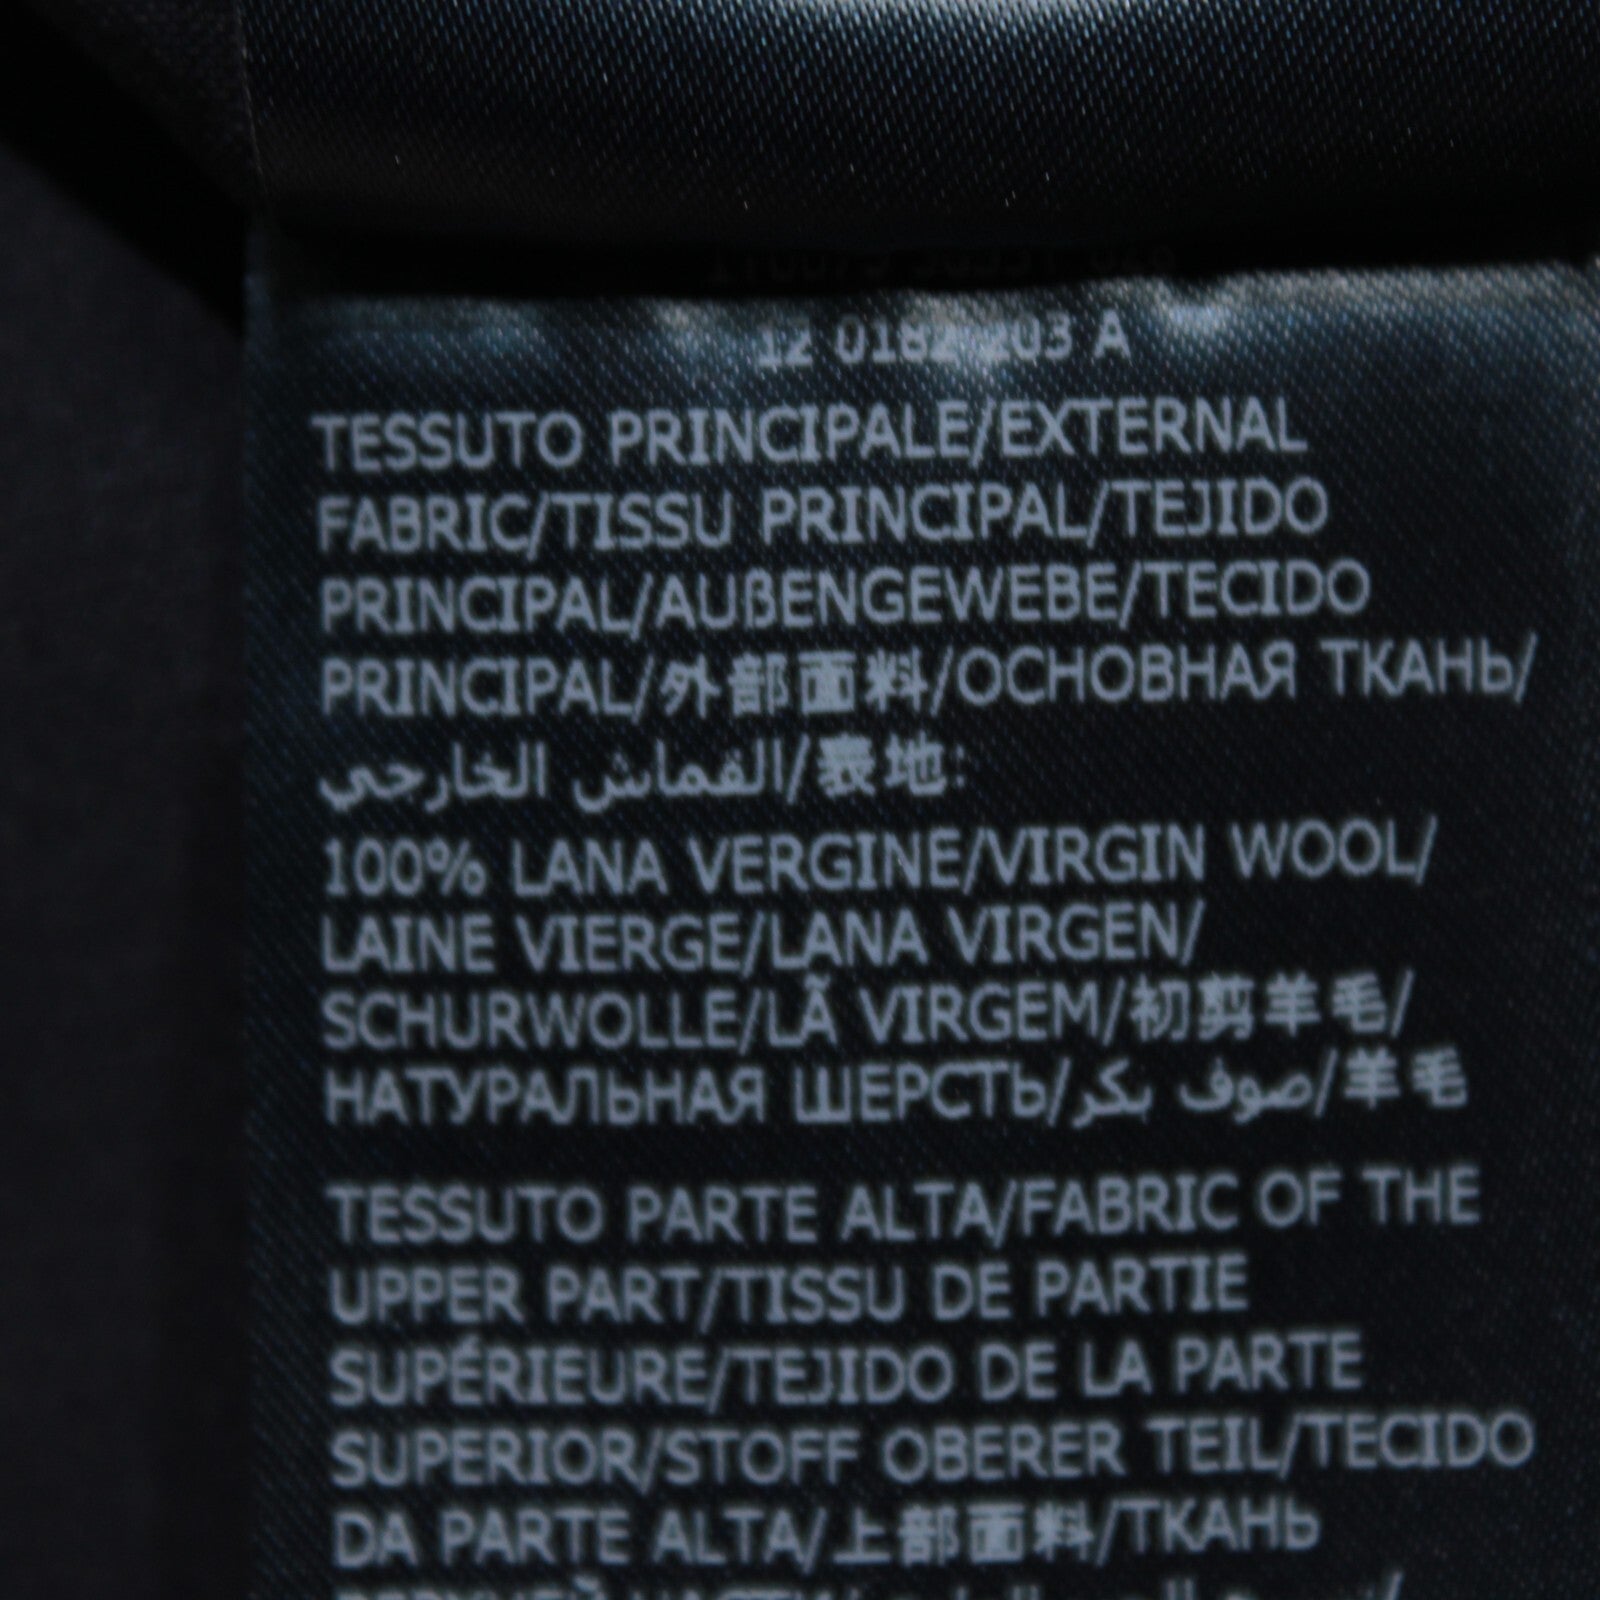 12 0182 203 A
TESSUTO PRINCIPALE/EXTERNAL
FABRIC/TISSU PRINCIPAL/TEJIDO
PRINCIPAL/AUßENGEWEBE/TECIDO
PRINCIPAL/外部面料/ОСНОВНАЯ ТКАНЬ/
القماش الخارجي/表地:
100% LANA VERGINE/VIRGIN WOOL/
LAINE VIERGE/LANA VIRGEN/
SCHURWOLLE/LÃ VIRGEM/初剪羊毛/
НАТУРАЛЬНАЯ ШЕРСТЬ/صوف بكر/羊毛
TESSUTO PARTE ALTA/FABRIC OF THE
UPPER PART/TISSU DE PARTIE
SUPÉRIEURE/TEJIDO DE LA PARTE
SUPERIOR/STOFF OBERER TEIL/TECIDO
DA PARTE ALTA/上部面料/ТКАНЬ